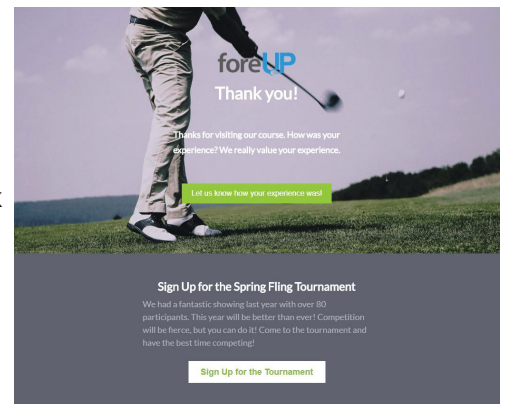 foreUP
Thank you!
Thanks for visiting our course. How was your
experience? We really value your experience.
Let us know how your experience was!
Sign Up for the Spring Fling Tournament
We had a fantastic showing last year with over 80
participants. This year will be better than ever! Competition
will be fierce, but you can do it! Come to the tournament and
have the best time competing!
Sign Up for the Tournament